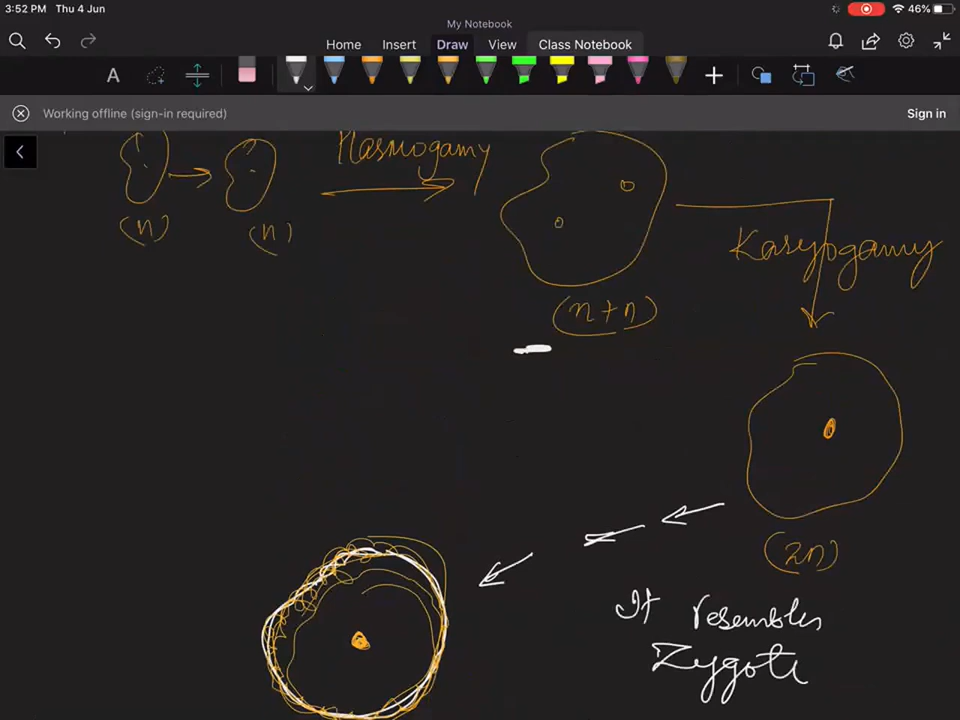 3:52 PM Thu 4 Jun
46%
My Notebook
Home Insert Draw View Class Notebook
A
Working offline (sign-in required)
Sign in
Plasmogamy
(n)
(n)
(n+n)
Karyogamy
(2n)
It resembles
Zygote